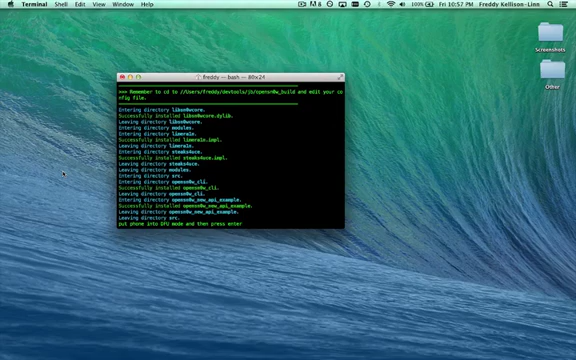 Terminal Shell Edit View Window Help
100% Fri 10:57 PM Freddy Kellison-Linn
Screenshots
Other
freddy — bash — 80x24
>>> Remember to cd to //Users/freddy/devtools/jb/opensn0w_build and edit your co
nfig file.
Entering directory libsn0wcore.
Successfully installed libsn0wcore.dylib.
Leaving directory libsn0wcore.
Entering directory modules.
Entering directory limera1n.
Successfully installed limera1n.impl.
Leaving directory limera1n.
Entering directory steaks4uce.
Successfully installed steaks4uce.impl.
Leaving directory steaks4uce.
Leaving directory modules.
Entering directory src.
Entering directory opensn0w_cli.
Successfully installed opensn0w_cli.
Leaving directory opensn0w_cli.
Entering directory opensn0w_new_api_example.
Successfully installed opensn0w_new_api_example.
Leaving directory opensn0w_new_api_example.
Leaving directory src.
put phone into DFU mode and then press enter